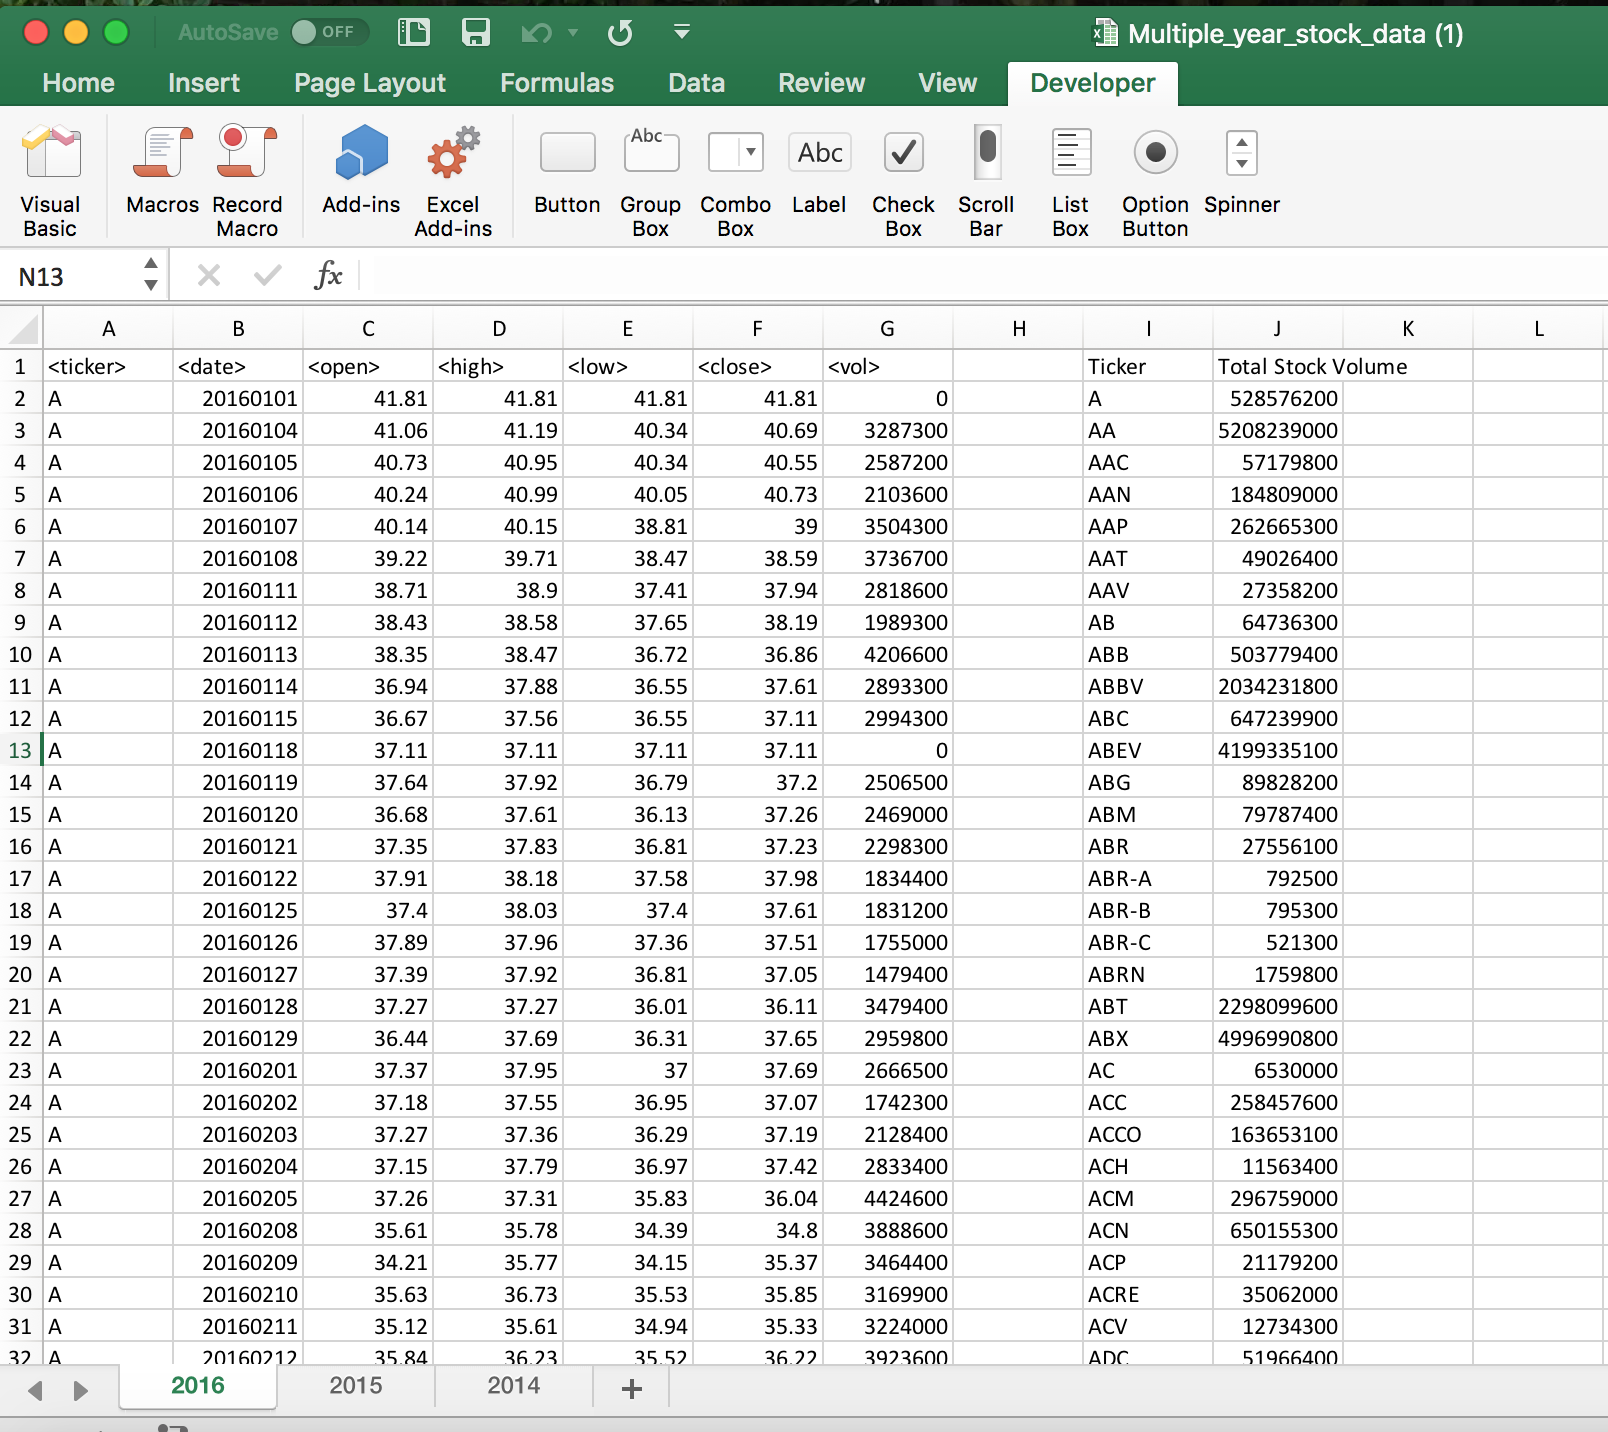 AutoSave OFF Multiple_year_stock_data (1)
Home Insert Page Layout Formulas Data Review View Developer
Abc Abc
Visual Basic Macros Record Macro Add-ins Excel Add-ins Button Group Box Combo Box Label Check Box Scroll Bar List Box Option Button Spinner
N13 fx
A B C D E F G H I J K L
1 <ticker> <date> <open> <high> <low> <close> <vol> Ticker Total Stock Volume
2 A 20160101 41.81 41.81 41.81 41.81 0 A 528576200
3 A 20160104 41.06 41.19 40.34 40.69 3287300 AA 5208239000
4 A 20160105 40.73 40.95 40.34 40.55 2587200 AAC 57179800
5 A 20160106 40.24 40.99 40.05 40.73 2103600 AAN 184809000
6 A 20160107 40.14 40.15 38.81 39 3504300 AAP 262665300
7 A 20160108 39.22 39.71 38.47 38.59 3736700 AAT 49026400
8 A 20160111 38.71 38.9 37.41 37.94 2818600 AAV 27358200
9 A 20160112 38.43 38.58 37.65 38.19 1989300 AB 64736300
10 A 20160113 38.35 38.47 36.72 36.86 4206600 ABB 503779400
11 A 20160114 36.94 37.88 36.55 37.61 2893300 ABBV 2034231800
12 A 20160115 36.67 37.56 36.55 37.11 2994300 ABC 647239900
13 A 20160118 37.11 37.11 37.11 37.11 0 ABEV 4199335100
14 A 20160119 37.64 37.92 36.79 37.2 2506500 ABG 89828200
15 A 20160120 36.68 37.61 36.13 37.26 2469000 ABM 79787400
16 A 20160121 37.35 37.83 36.81 37.23 2298300 ABR 27556100
17 A 20160122 37.91 38.18 37.58 37.98 1834400 ABR-A 792500
18 A 20160125 37.4 38.03 37.4 37.61 1831200 ABR-B 795300
19 A 20160126 37.89 37.96 37.36 37.51 1755000 ABR-C 521300
20 A 20160127 37.39 37.92 36.81 37.05 1479400 ABRN 1759800
21 A 20160128 37.27 37.27 36.01 36.11 3479400 ABT 2298099600
22 A 20160129 36.44 37.69 36.31 37.65 2959800 ABX 4996990800
23 A 20160201 37.37 37.95 37 37.69 2666500 AC 6530000
24 A 20160202 37.18 37.55 36.95 37.07 1742300 ACC 258457600
25 A 20160203 37.27 37.36 36.29 37.19 2128400 ACCO 163653100
26 A 20160204 37.15 37.79 36.97 37.42 2833400 ACH 11563400
27 A 20160205 37.26 37.31 35.83 36.04 4424600 ACM 296759000
28 A 20160208 35.61 35.78 34.39 34.8 3888600 ACN 650155300
29 A 20160209 34.21 35.77 34.15 35.37 3464400 ACP 21179200
30 A 20160210 35.63 36.73 35.53 35.85 3169900 ACRE 35062000
31 A 20160211 35.12 35.61 34.94 35.33 3224000 ACV 12734300
32 A 20160212 35.84 36.23 35.52 36.22 3923600 ADC 51966400
2016 2015 2014 +